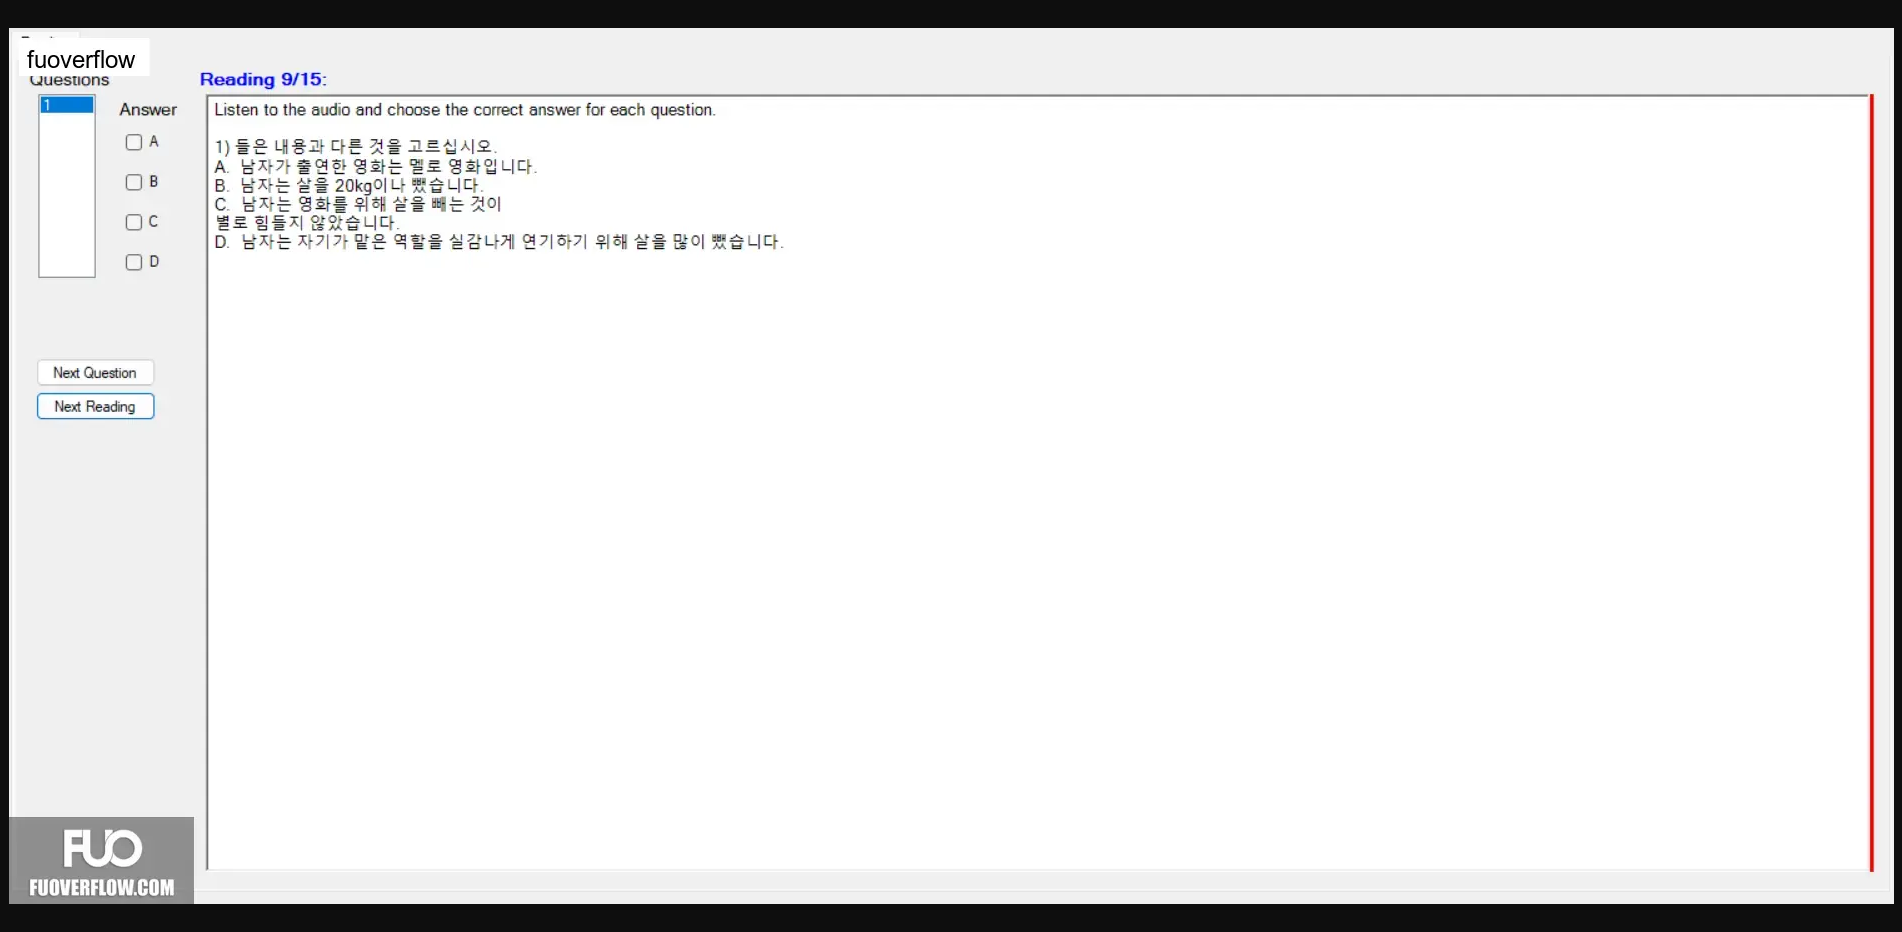 fuoverflow
Questions
Reading 9/15:
1
Answer
A
B
C
D
Next Question
Next Reading
Listen to the audio and choose the correct answer for each question.
1) 들은 내용과 다른 것을 고르십시오.
A. 남자가 출연한 영화는 멜로 영화입니다.
B. 남자는 살을 20kg이나 뺐습니다.
C. 남자는 영화를 위해 살을 빼는 것이
별로 힘들지 않았습니다.
D. 남자는 자기가 맡은 역할을 실감나게 연기하기 위해 살을 많이 뺐습니다.
FUO
FUOVERFLOW.COM